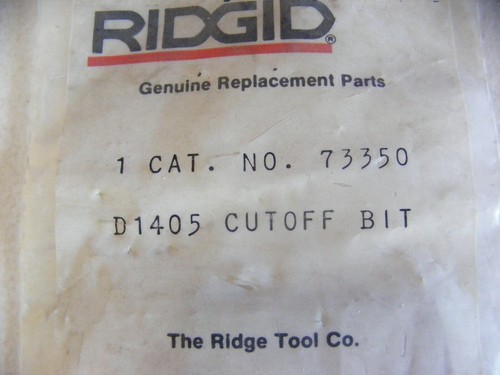 RIDGID®
Genuine Replacement Parts
1 CAT. NO. 73350
D1405 CUTOFF BIT
The Ridge Tool Co.